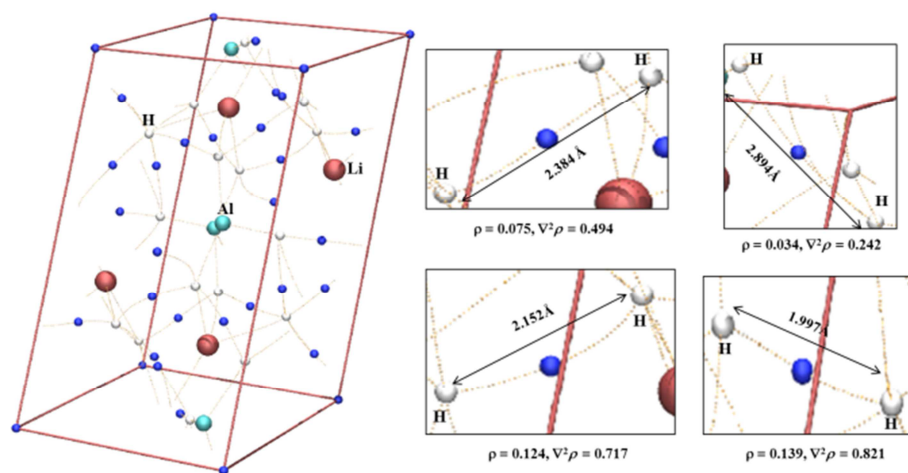 H
Li
Al
H
H
2.384 Å
ρ = 0.075, ∇²ρ = 0.494
H
H
2.894Å
ρ = 0.034, ∇²ρ = 0.242
H
H
2.152Å
ρ = 0.124, ∇²ρ = 0.717
H
H
1.997Å
ρ = 0.139, ∇²ρ = 0.821